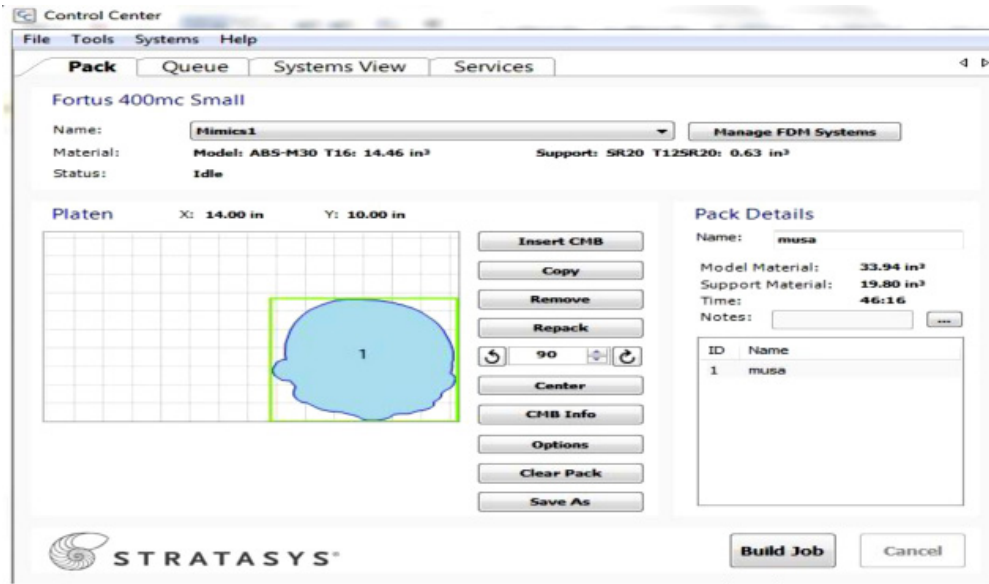 Control Center
File Tools Systems Help
Pack Queue Systems View Services
Fortus 400mc Small
Name: Mimics1 Manage FDM Systems
Material: Model: ABS-M30 T16: 14.46 in³ Support: SR20 T12SR20: 0.63 in³
Status: Idle
Platen X: 14.00 in Y: 10.00 in
1
Insert CMB
Copy
Remove
Repack
90
Center
CMB Info
Options
Clear Pack
Save As
Pack Details
Name: musa
Model Material: 33.94 in³
Support Material: 19.80 in³
Time: 46:16
Notes: ...
ID Name
1 musa
STRATASYS
Build Job Cancel